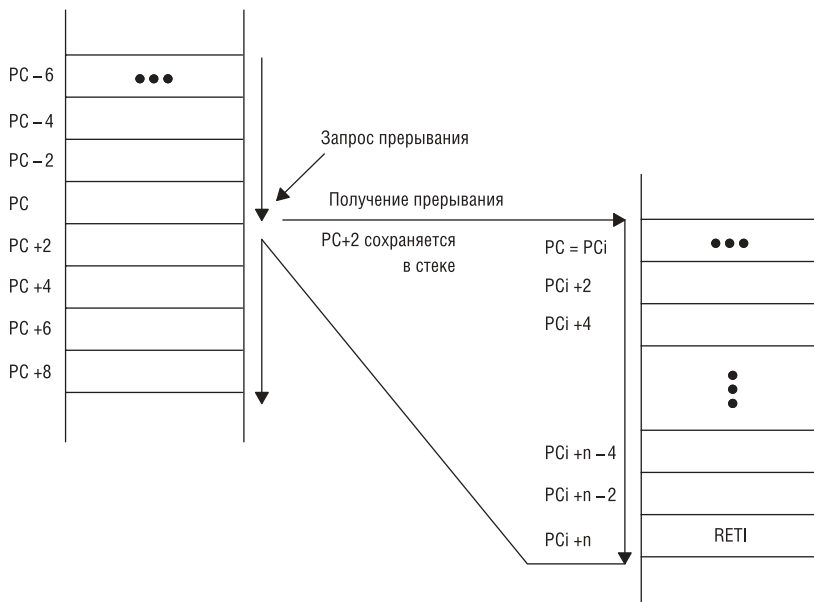 PC – 6
PC – 4
PC – 2
PC
PC +2
PC +4
PC +6
PC +8
Запрос прерывания
Получение прерывания
PC+2 сохраняется
в стеке
PC = PCi
PCi +2
PCi +4
PCi +n – 4
PCi +n – 2
PCi +n
RETI